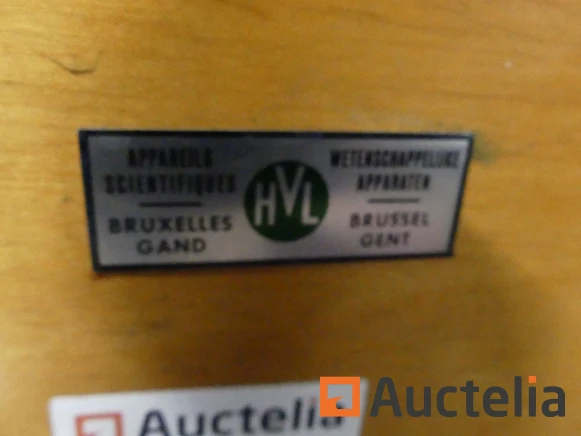 APPAREILS
SCIENTIFIQUES
BRUXELLES
GAND
HVL
WETENSCHAPPELIJKE
APPARATEN
BRUSSEL
GENT
Auctelia
Auctelia